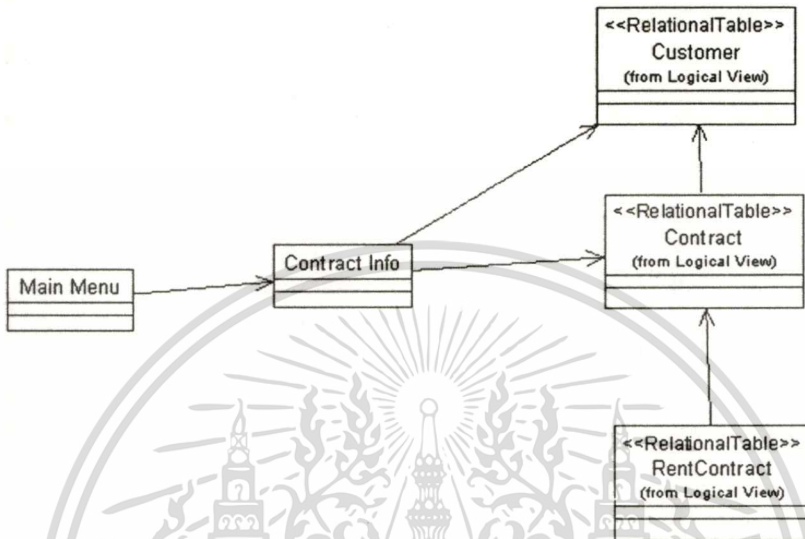 <<RelationalTable>>
Customer
(from Logical View)
<<RelationalTable>>
Contract
(from Logical View)
Contract Info
Main Menu
<<RelationalTable>>
RentContract
(from Logical View)